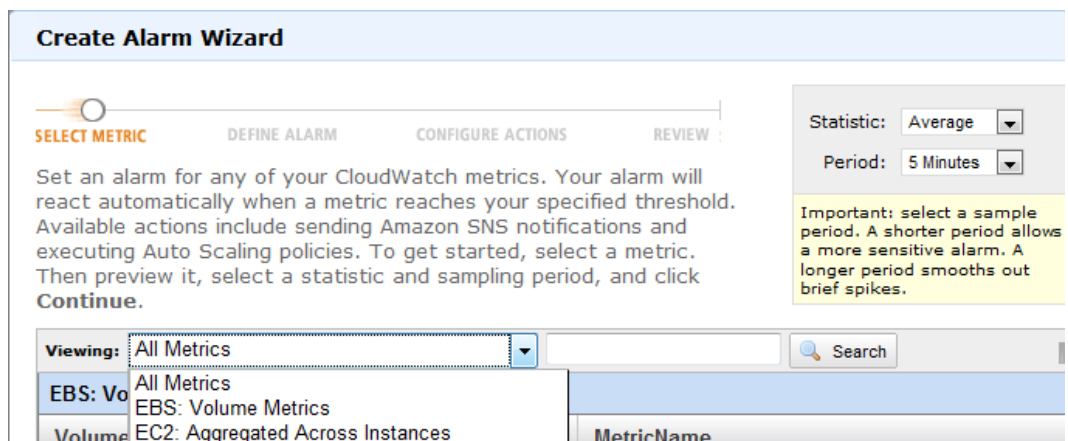 Create Alarm Wizard
SELECT METRIC
DEFINE ALARM
CONFIGURE ACTIONS
REVIEW
Set an alarm for any of your CloudWatch metrics. Your alarm will
react automatically when a metric reaches your specified threshold.
Available actions include sending Amazon SNS notifications and
executing Auto Scaling policies. To get started, select a metric.
Then preview it, select a statistic and sampling period, and click
Continue.
Statistic: Average
Period: 5 Minutes
Important: select a sample
period. A shorter period allows
a more sensitive alarm. A
longer period smooths out
brief spikes.
Viewing: All Metrics
Search
All Metrics
EBS: Vo
EBS: Volume Metrics
Volume
EC2: Aggregated Across Instances
MetricName